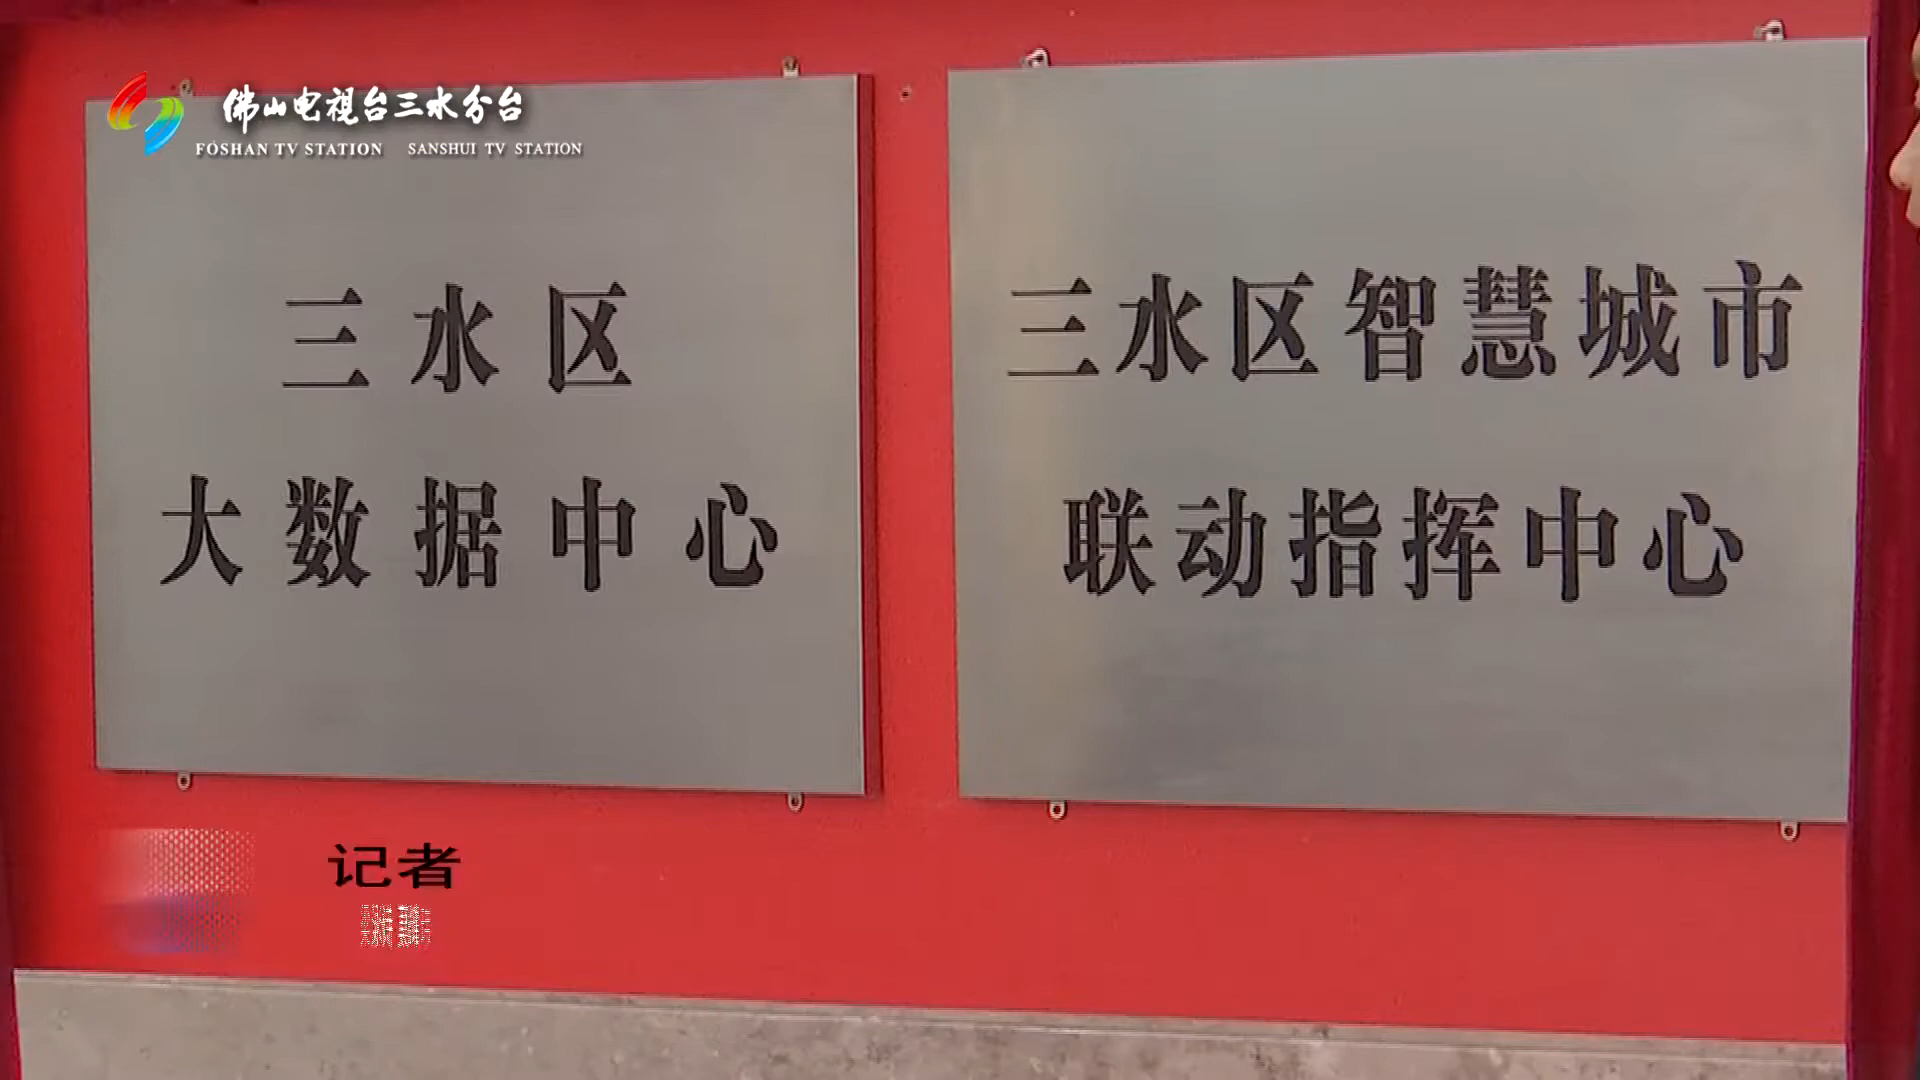 佛山电视台三水分台
FOSHAN TV STATION SANSHUI TV STATION
三水区
大数据中心
三水区智慧城市
联动指挥中心
记者